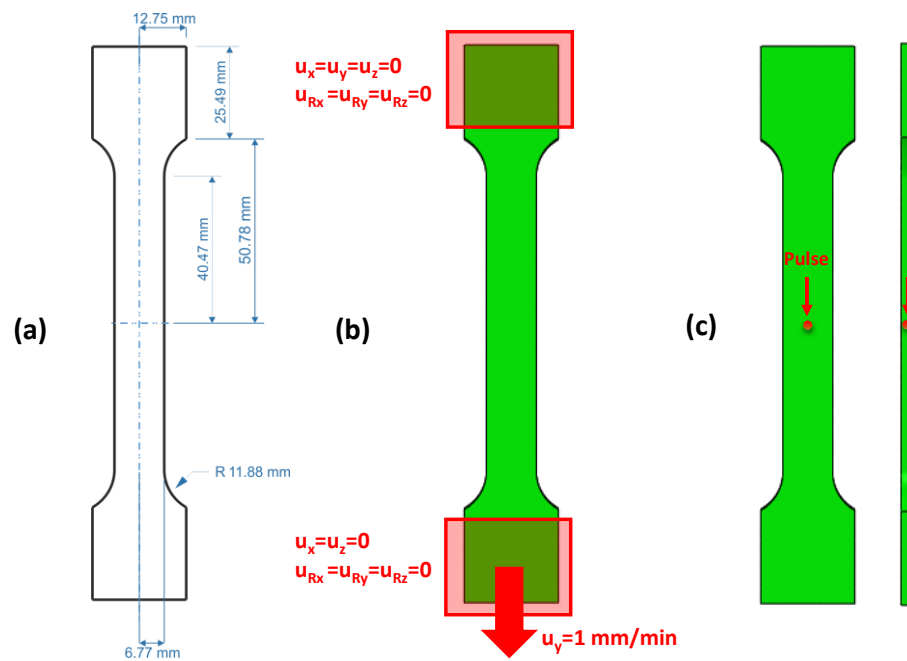 12.75 mm
25.49 mm
50.78 mm
40.47 mm
(a)
R 11.88 mm
6.77 mm
ux=uy=uz=0
uRx=uRy=uRz=0
(b)
ux=uz=0
uRx=uRy=uRz=0
uy=1 mm/min
Pulse
(c)